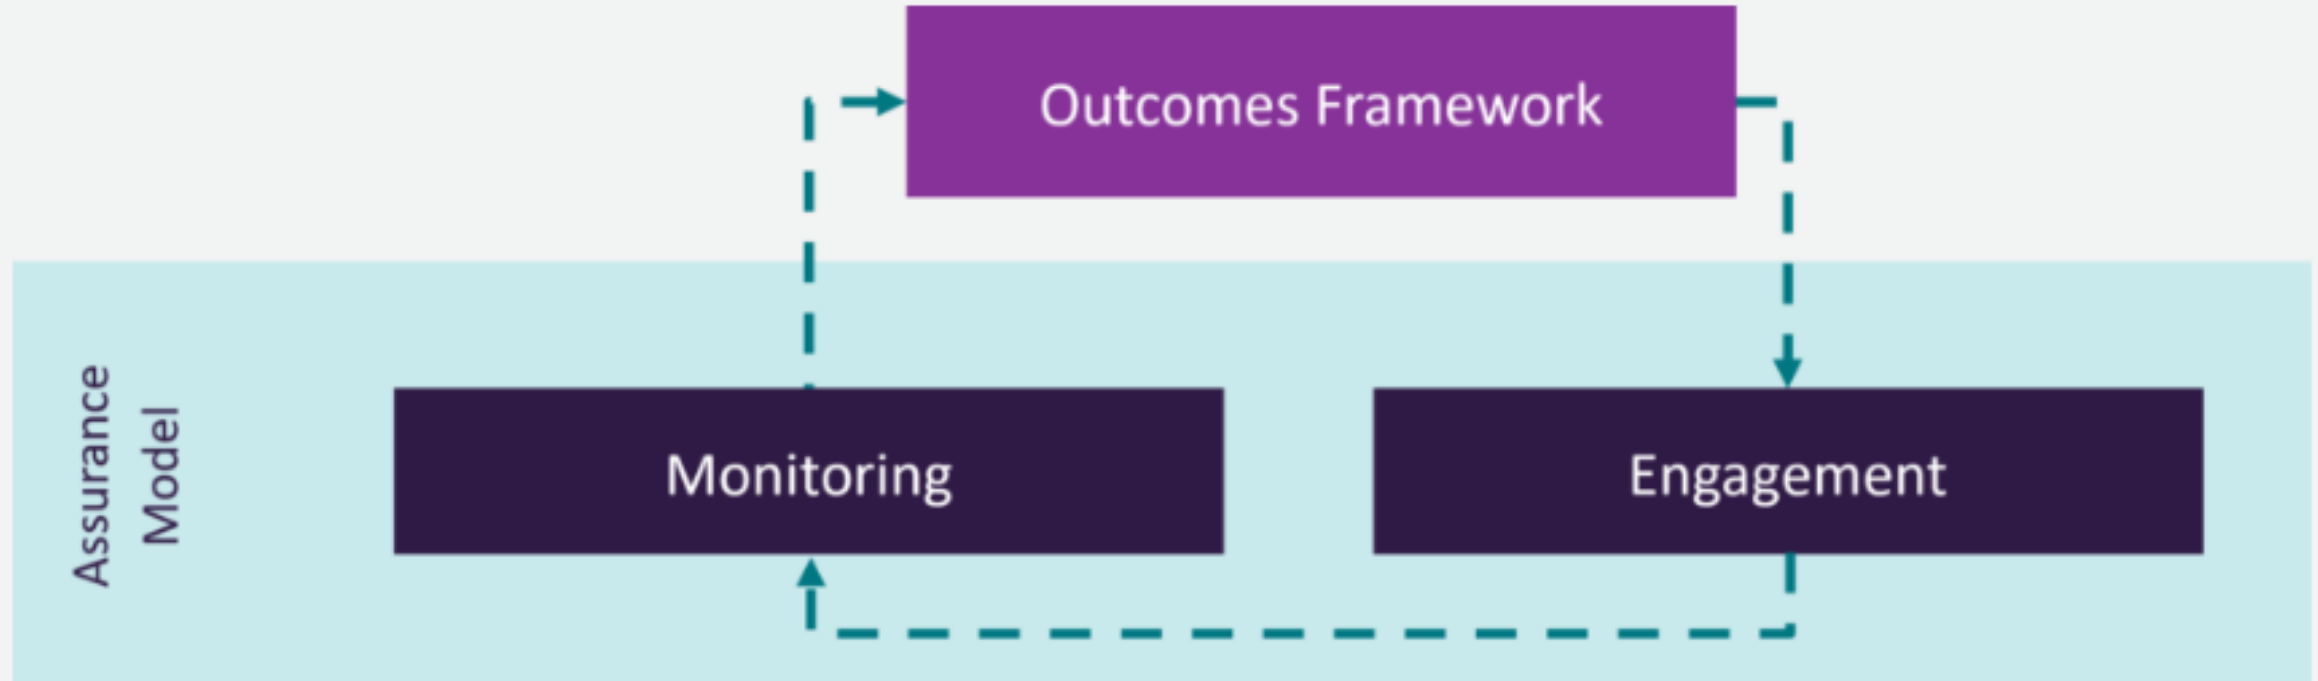 Outcomes Framework
Assurance
Model
Monitoring
Engagement